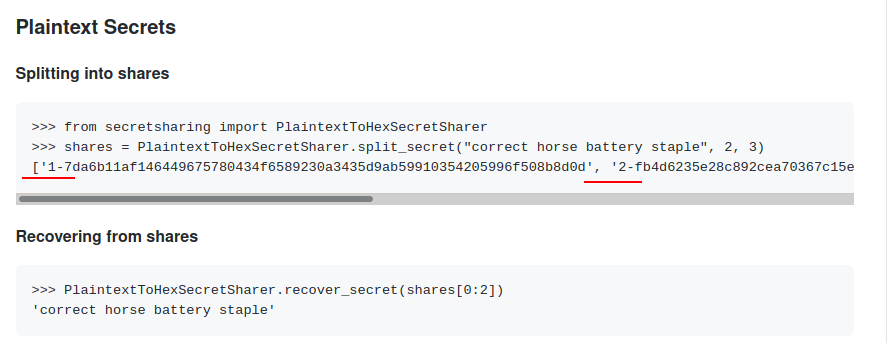 Plaintext Secrets
Splitting into shares
>>> from secretsharing import PlaintextToHexSecretSharer
>>> shares = PlaintextToHexSecretSharer.split_secret("correct horse battery staple", 2, 3)
['1-7da6b11af146449675780434f6589230a3435d9ab59910354205996f508b8d0d', '2-fb4d6235e28c892cea70367c15e
Recovering from shares
>>> PlaintextToHexSecretSharer.recover_secret(shares[0:2])
'correct horse battery staple'